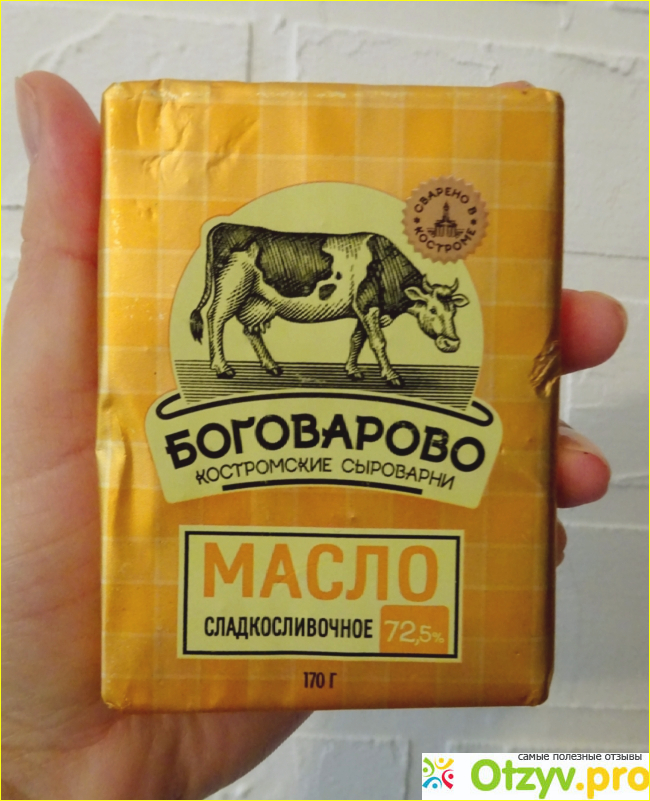 СВАРЕНО В
КОСТРОМЕ
БОГОВАРОВО
КОСТРОМСКИЕ СЫРОВАРНИ
МАСЛО
СЛАДКОСЛИВОЧНОЕ 72,5%
170 Г
самые полезные отзывы
Otzyv.pro